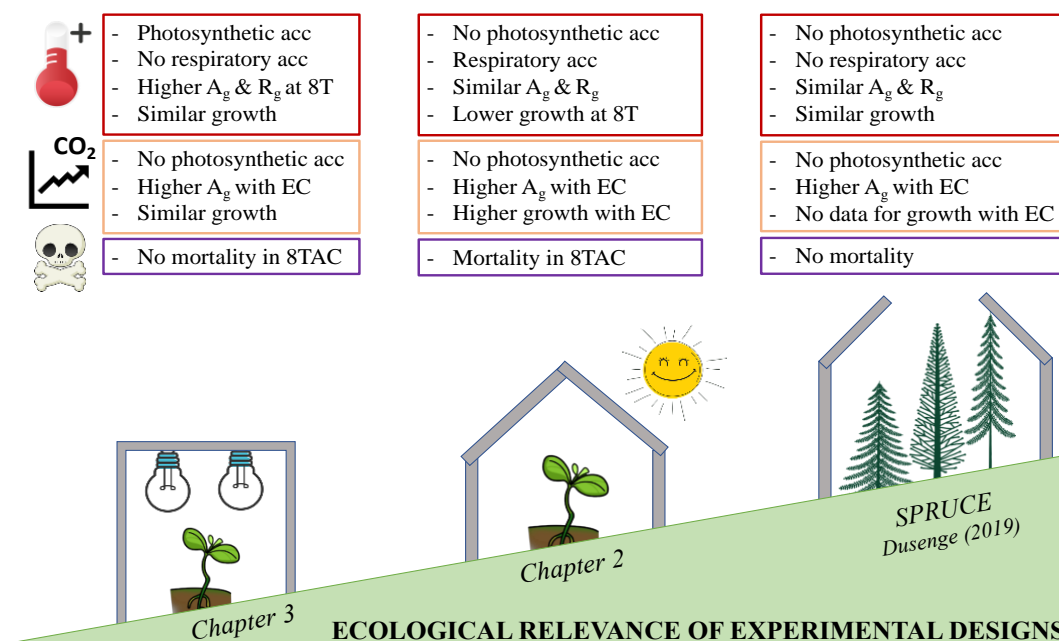 - Photosynthetic acc
- No respiratory acc
- Higher Ag & Rg at 8T
- Similar growth
- No photosynthetic acc
- Respiratory acc
- Similar Ag & Rg
- Lower growth at 8T
- No photosynthetic acc
- No respiratory acc
- Similar Ag & Rg
- Similar growth
+
CO2
- No photosynthetic acc
- Higher Ag with EC
- Similar growth
- No photosynthetic acc
- Higher Ag with EC
- Higher growth with EC
- No photosynthetic acc
- Higher Ag with EC
- No data for growth with EC
- No mortality in 8TAC
- Mortality in 8TAC
- No mortality
SPRUCE
Dusenge (2019)
Chapter 2
Chapter 3
ECOLOGICAL RELEVANCE OF EXPERIMENTAL DESIGNS